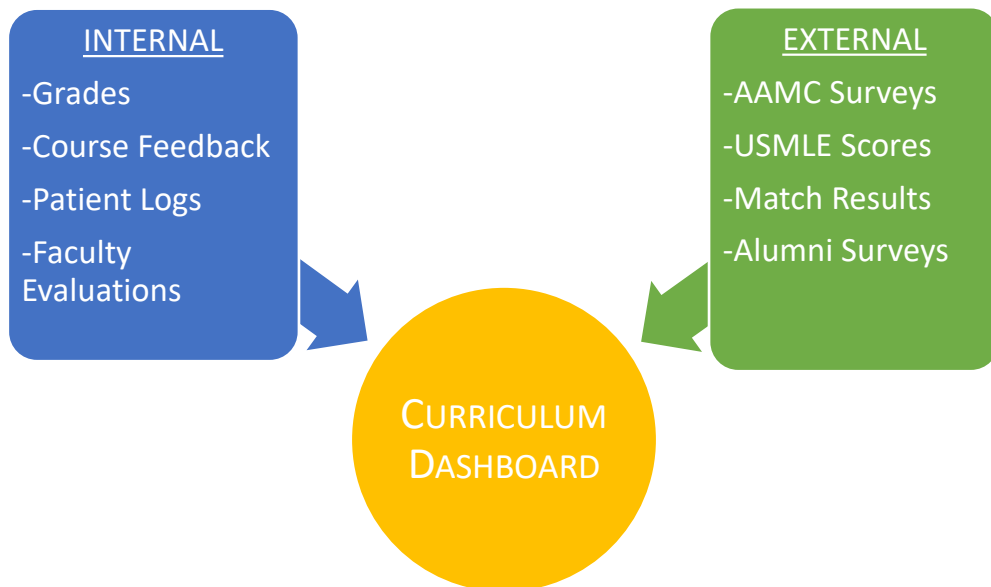 INTERNAL
-Grades
-Course Feedback
-Patient Logs
-Faculty
Evaluations
EXTERNAL
-AAMC Surveys
-USMLE Scores
-Match Results
-Alumni Surveys
CURRICULUM
DASHBOARD